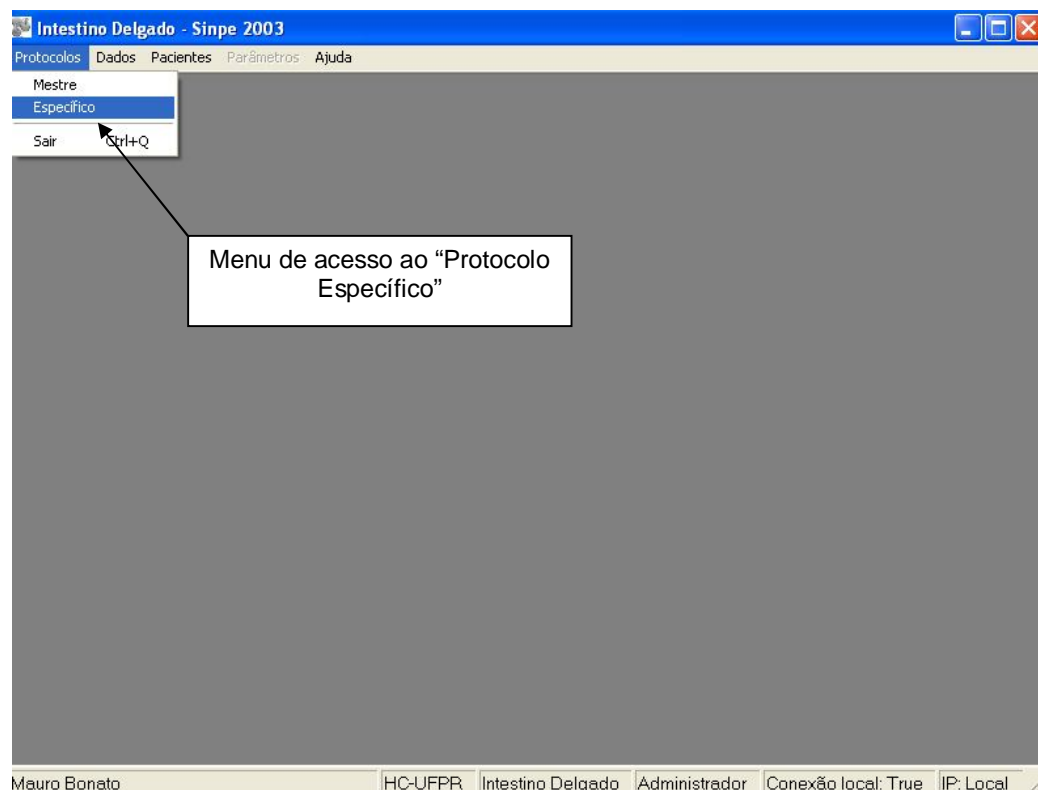 Intestino Delgado - Sinpe 2003
Protocolos Dados Pacientes Parâmetros Ajuda
Mestre
Específico
Sair Ctrl+Q
Menu de acesso ao “Protocolo
Específico”
Mauro Bonato HC-UFPR Intestino Delgado Administrador Conexão local: True IP: Local